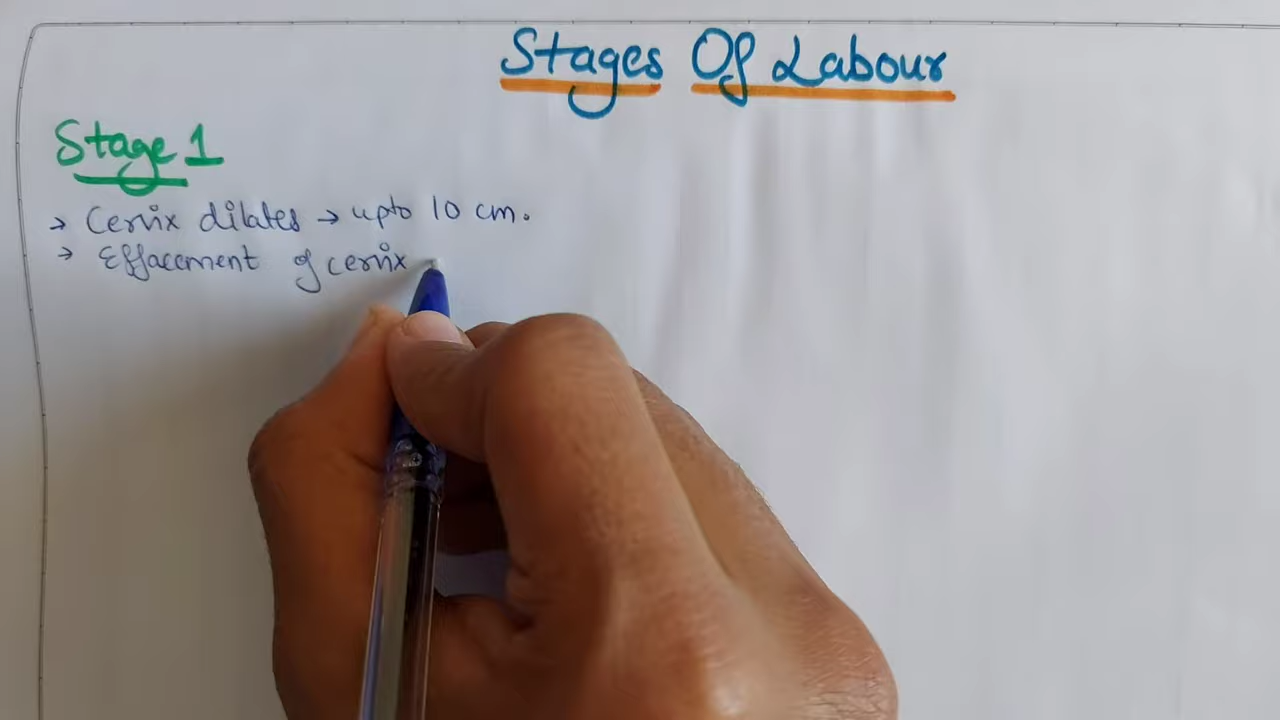 Stages Of Labour
Stage 1
→ Cervix dilates → upto 10 cm.
→ Effacement of cervix